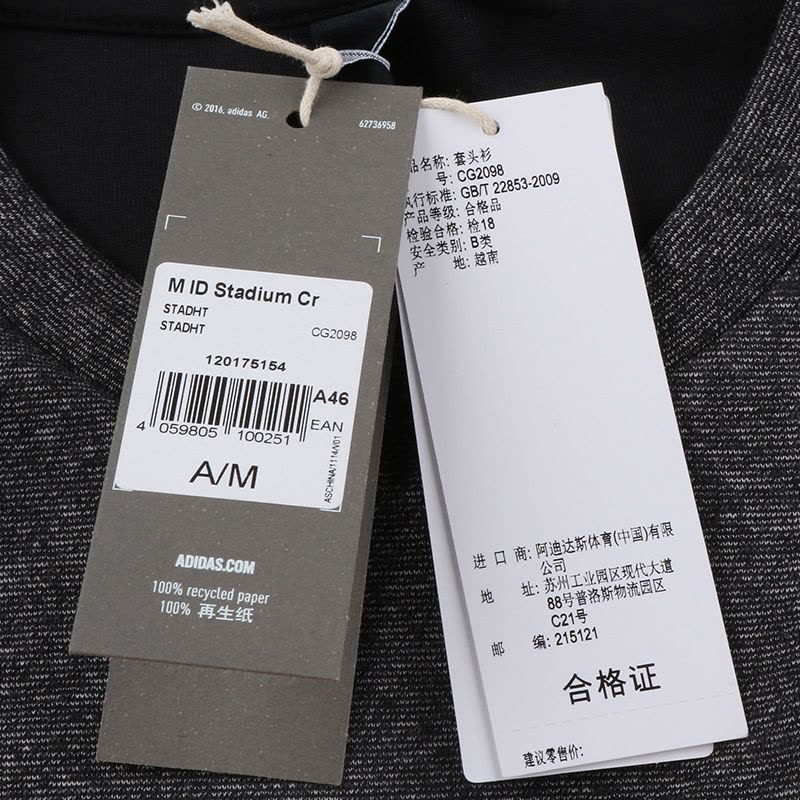 © 2016, adidas AG.
62736958
M ID Stadium Cr
STADHT
STADHT
CG2098
120175154
A46
4 059805 100251
EAN
A/M
ASCHINA/1114/V01
ADIDAS.COM
100% recycled paper
100% 再生纸
品名称: 套头衫
号: CG2098
执行标准: GB/T 22853-2009
产品等级: 合格品
检验合格: 检18
安全类别: B类
产 地: 越南
进 口 商: 阿迪达斯体育(中国)有限
公司
地 址: 苏州工业园区现代大道
88号普洛斯物流园区
C21号
邮 编: 215121
合格证
建议零售价: